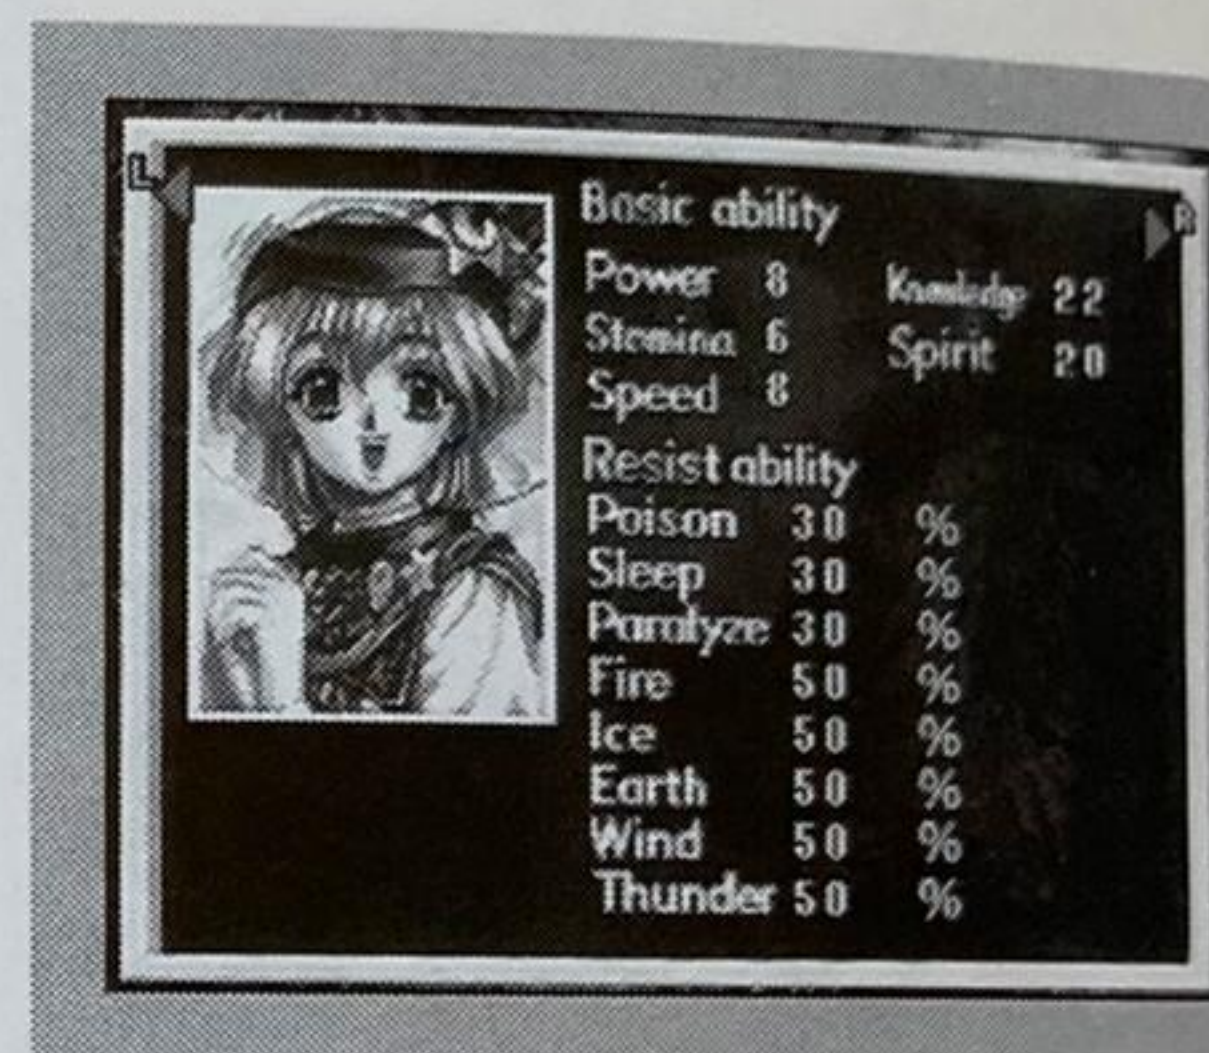 L R
Basic ability
Power 8 Knowledge 22
Stamina 6 Spirit 20
Speed 8
Resist ability
Poison 30 %
Sleep 30 %
Paralyze 30 %
Fire 50 %
Ice 50 %
Earth 50 %
Wind 50 %
Thunder 50 %